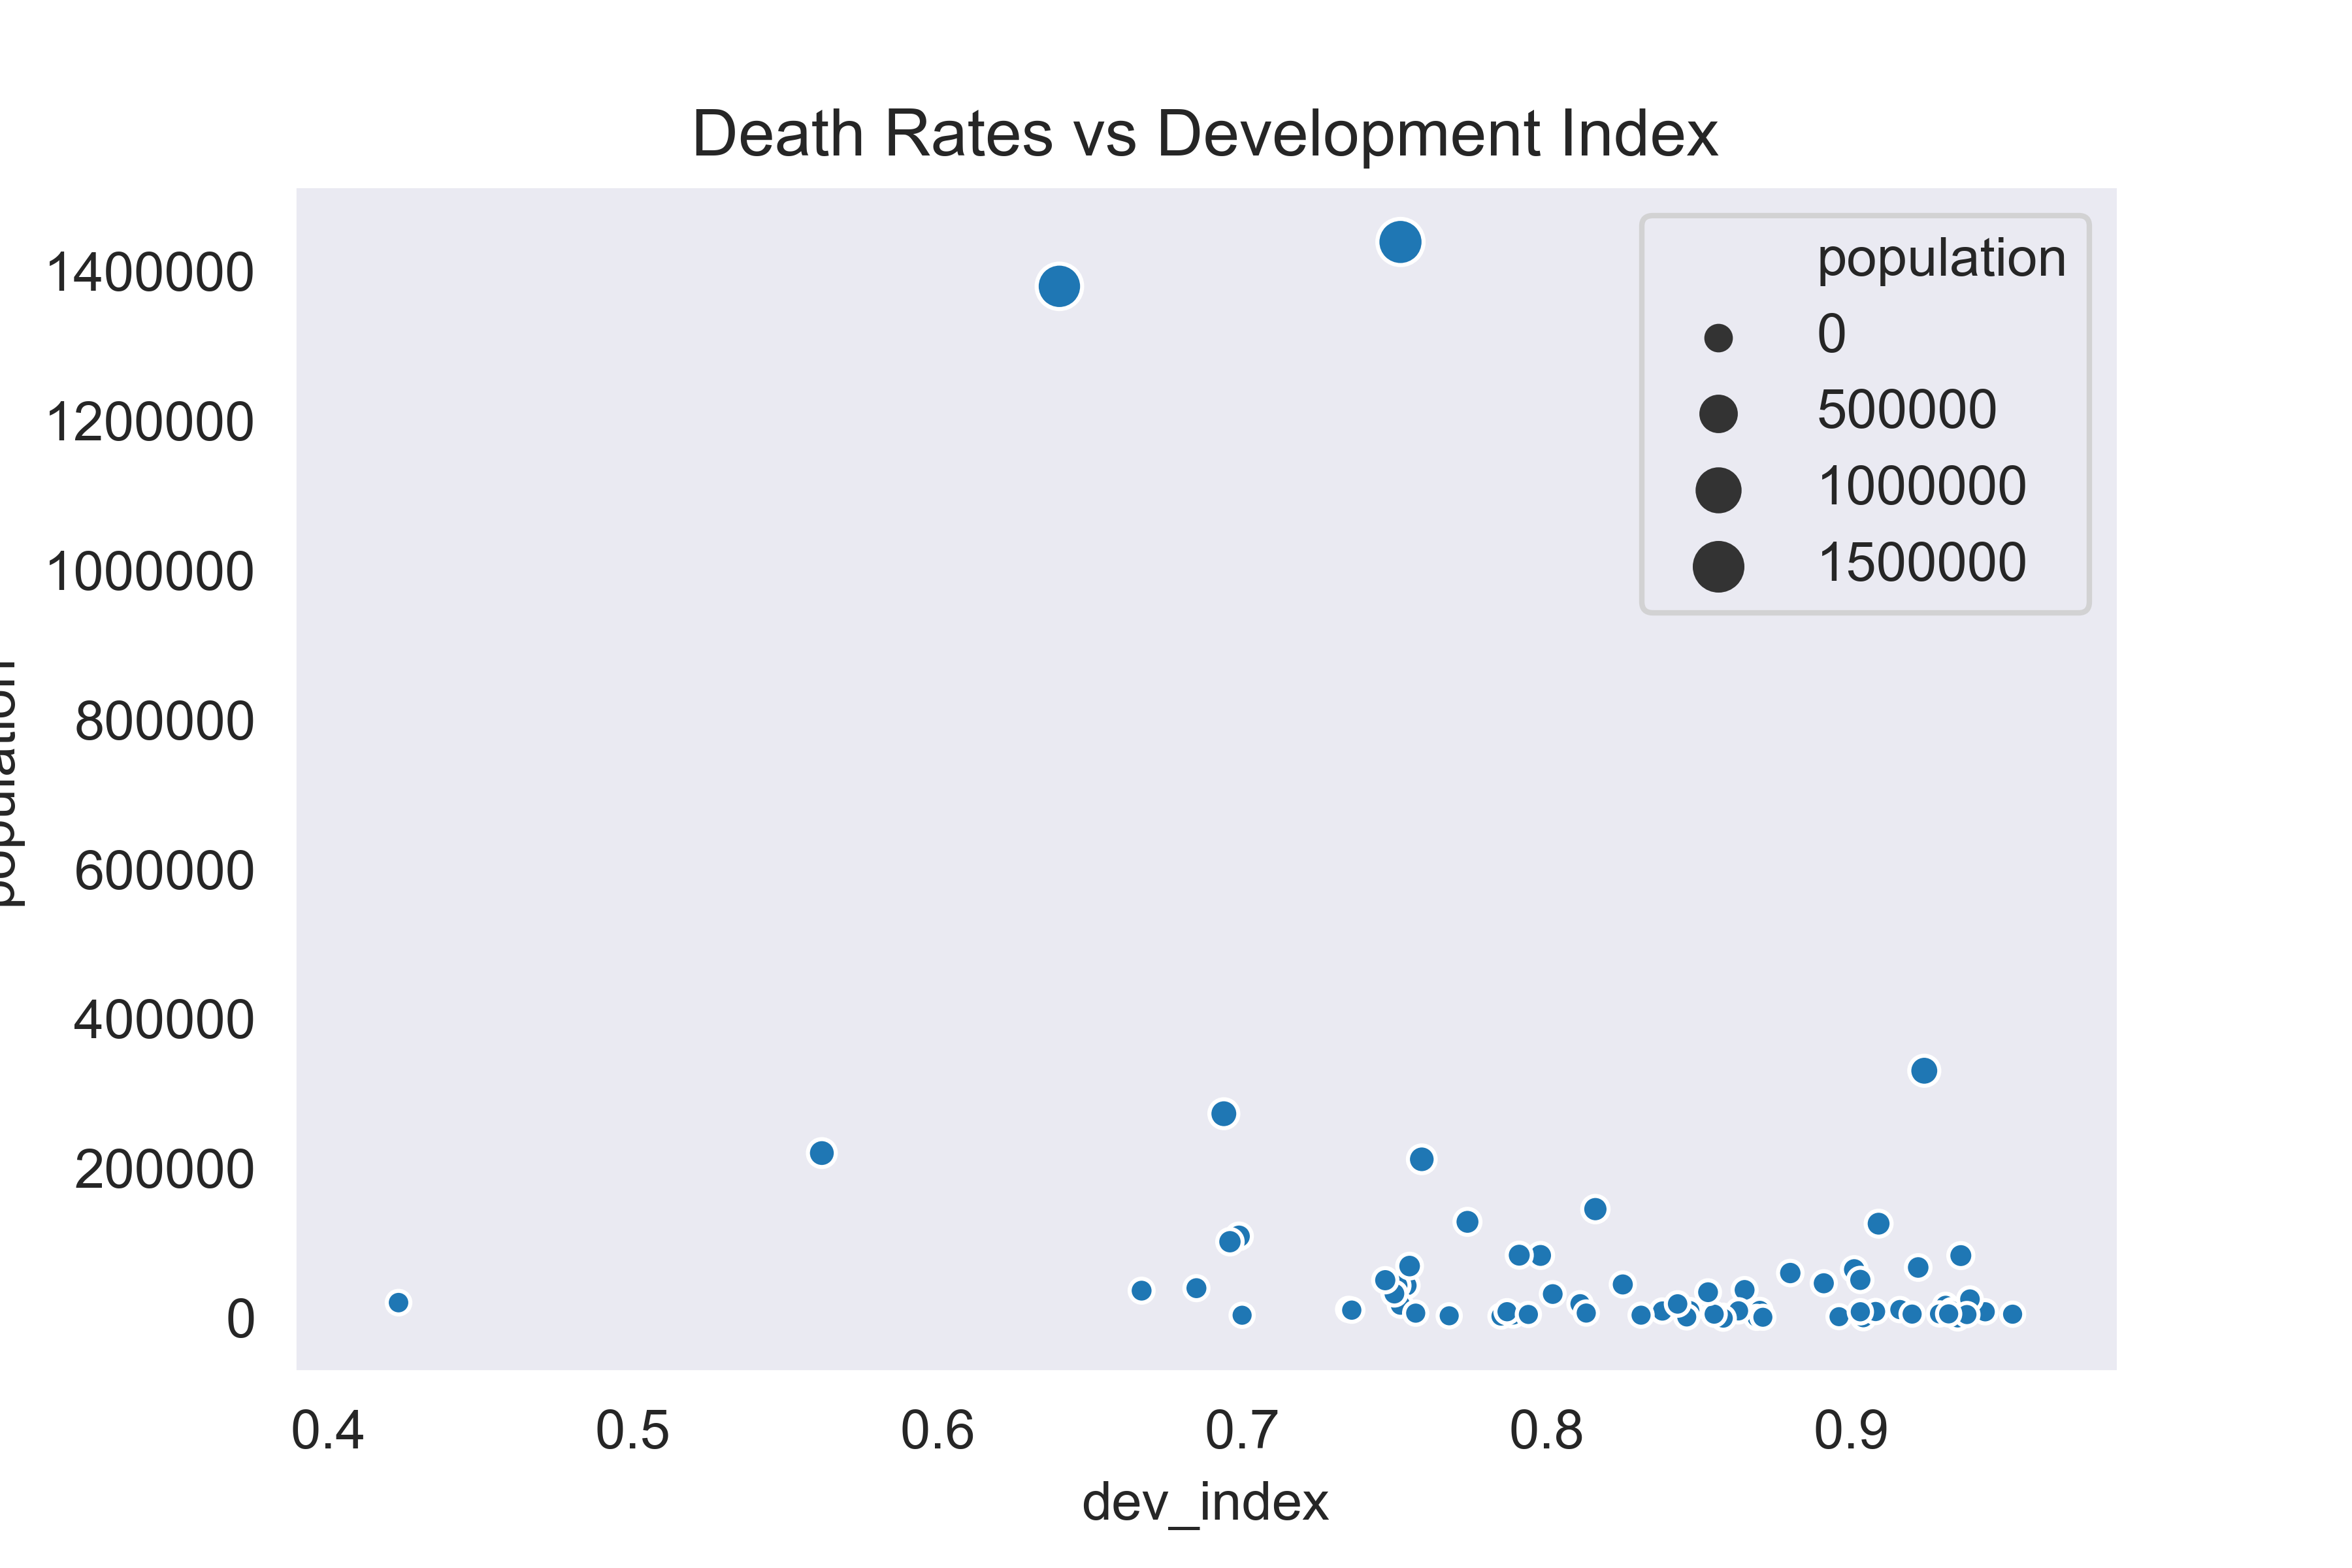 Death Rates vs Development Index
population
0
500000
1000000
1500000
1400000
1200000
1000000
800000
600000
400000
200000
0
population
0.4 0.5 0.6 0.7 0.8 0.9
dev_index